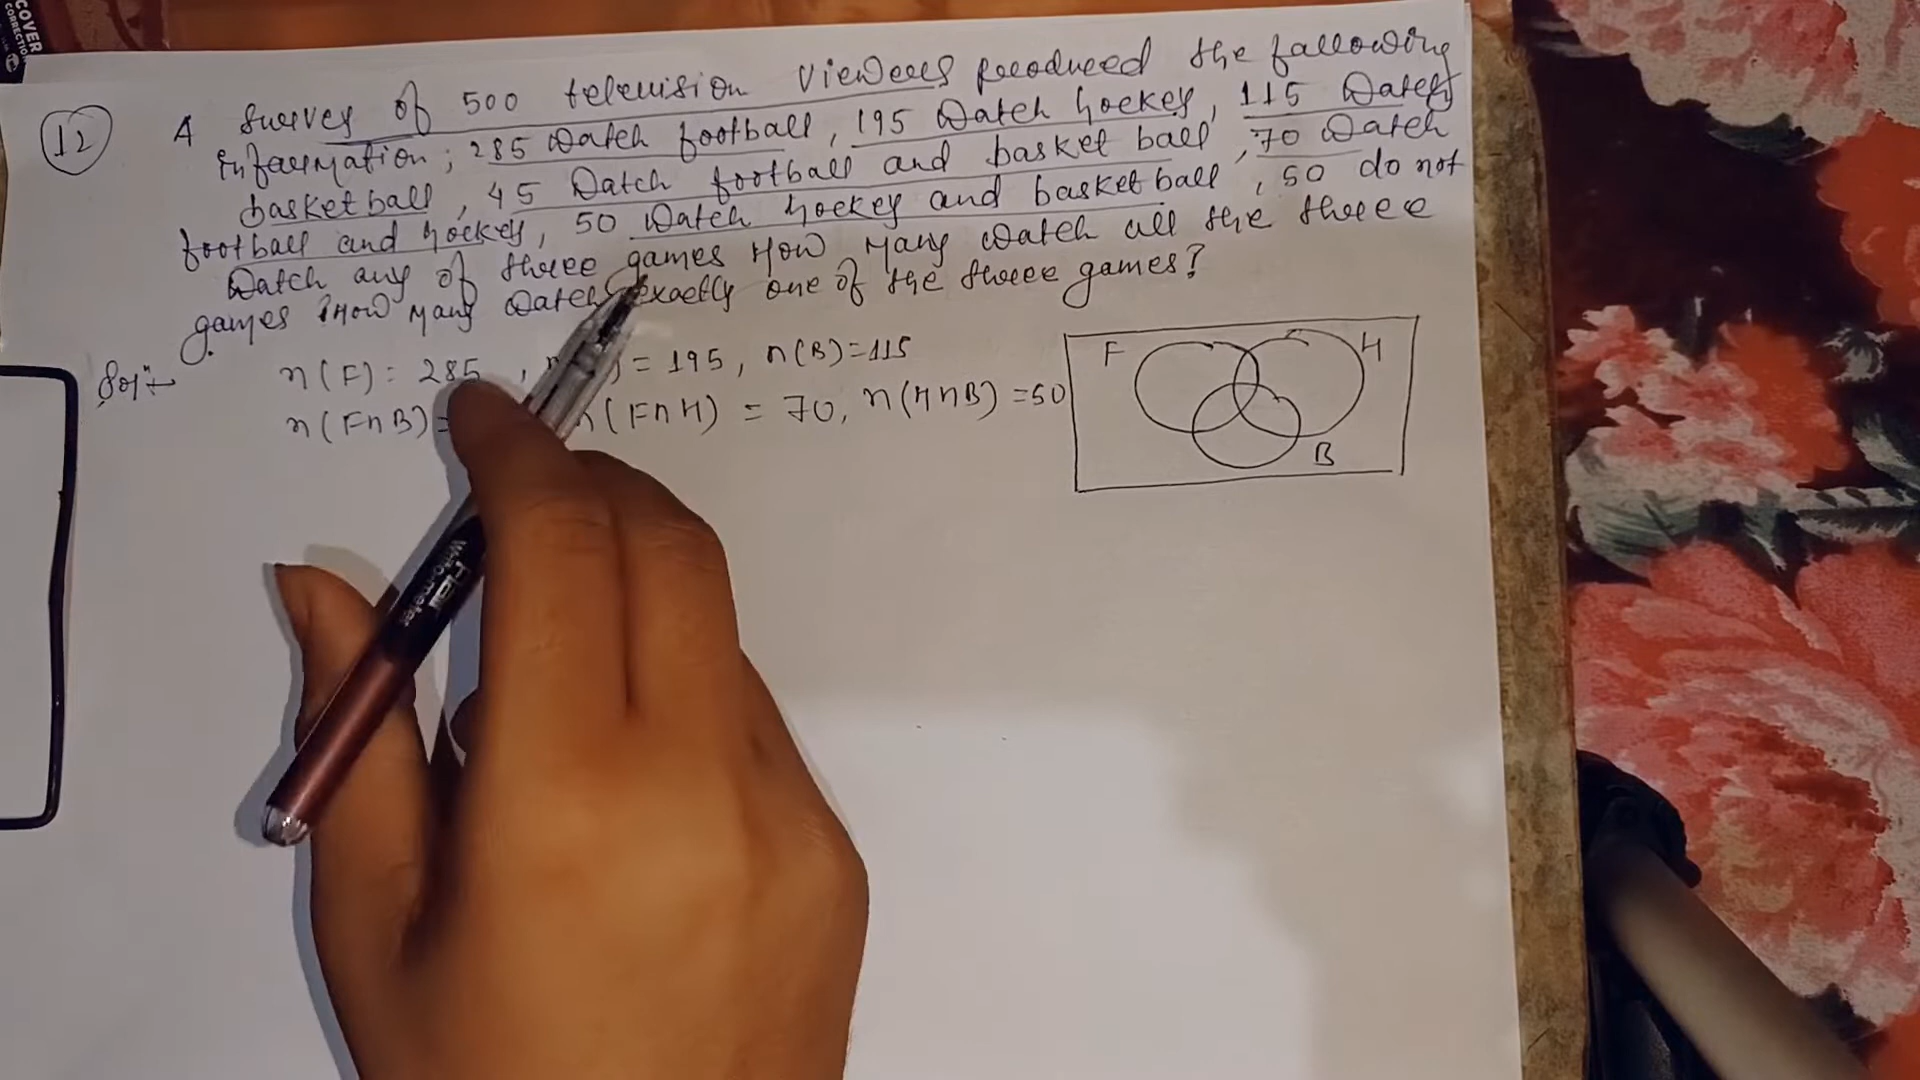 COVER
CORRECTION
12
A survey of 500 television viewers produced the following
information; 285 watch football, 195 watch hockey, 115 watch
basketball, 45 watch football and basket ball, 70 watch
football and hockey, 50 watch hockey and basketball, 50 do not
watch any of three games How many watch all the three
games ? How many watch exactly one of the three games?
Sol^n
n(F) = 285, = 195, n(B) = 115
n(F∩B) = n(F∩H) = 70, n(H∩B) = 50
F H
B